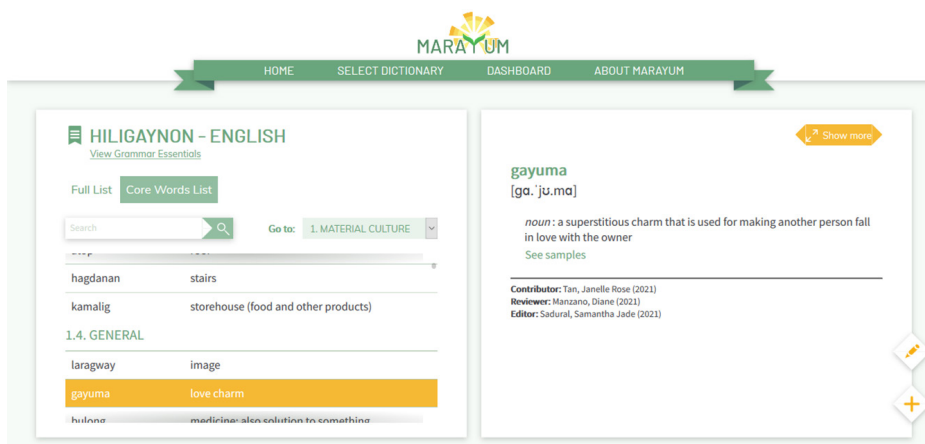 MARAYUM
HOME SELECT DICTIONARY DASHBOARD ABOUT MARAYUM
HILIGAYNON - ENGLISH
View Grammar Essentials
Full List Core Words List
Search Go to: 1. MATERIAL CULTURE
hagdanan stairs
kamalig storehouse (food and other products)
1.4. GENERAL
laragway image
gayuma love charm
bulong medicine; also solution to something
Show more
gayuma
[ɡɑ.ˈjʊ.mɑ]
noun : a superstitious charm that is used for making another person fall
in love with the owner
See samples
Contributor: Tan, Janelle Rose (2021)
Reviewer: Manzano, Diane (2021)
Editor: Sadural, Samantha Jade (2021)